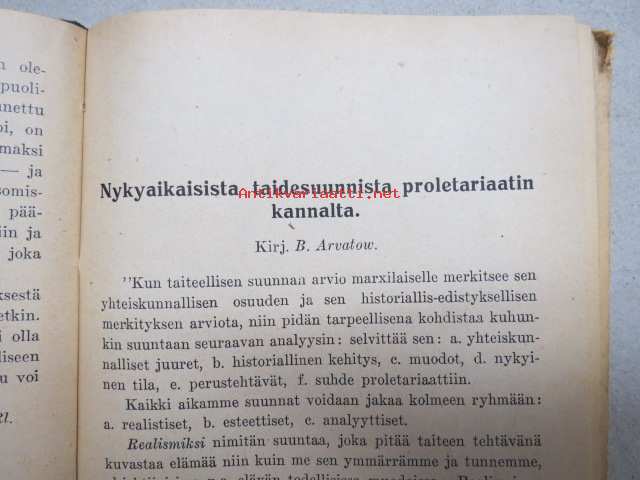 n ole-
puoli-
nnettu
oi, on
maksi
— ja
omis-
pää-
iin ja
joka
ksestä
etkin.
i olla
liseen
u voi
tl.
Nykyaikaisista taidesuunnista proletariaatin
kannalta.
Antikvariaatti.net
Kirj. B. Arvatow.
”Kun taiteellisen suunnan arvio marxilaiselle merkitsee sen
yhteiskunnallisen osuuden ja sen historiallis-edistyksellisen
merkityksen arviota, niin pidän tarpeellisena kohdistaa kuhun-
kin suuntaan seuraavan analyysin: selvittää sen: a. yhteiskun-
nalliset juuret, b. historiallinen kehitys, c. muodot, d. nykyi-
nen tila, e. perustehtävät, f. suhde proletariaattiin.
Kaikki aikamme suunnat voidaan jakaa kolmeen ryhmään:
a. realistiset, b. esteettiset, c. analyyttiset.
Realismiksi nimitän suuntaa, joka pitää taiteen tehtävänä
kuvastaa elämää niin kuin me sen ymmärrämme ja tunnemme,